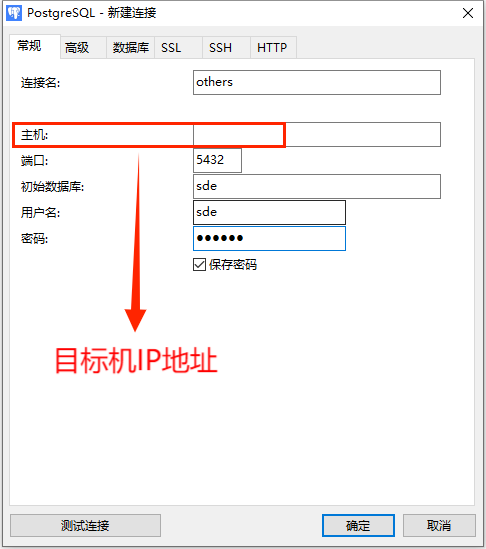 PostgreSQL - 新建连接
常规 高级 数据库 SSL SSH HTTP
连接名: others
主机:
端口: 5432
初始数据库: sde
用户名: sde
密码: ●●●●●●
保存密码
目标机IP地址
测试连接 确定 取消